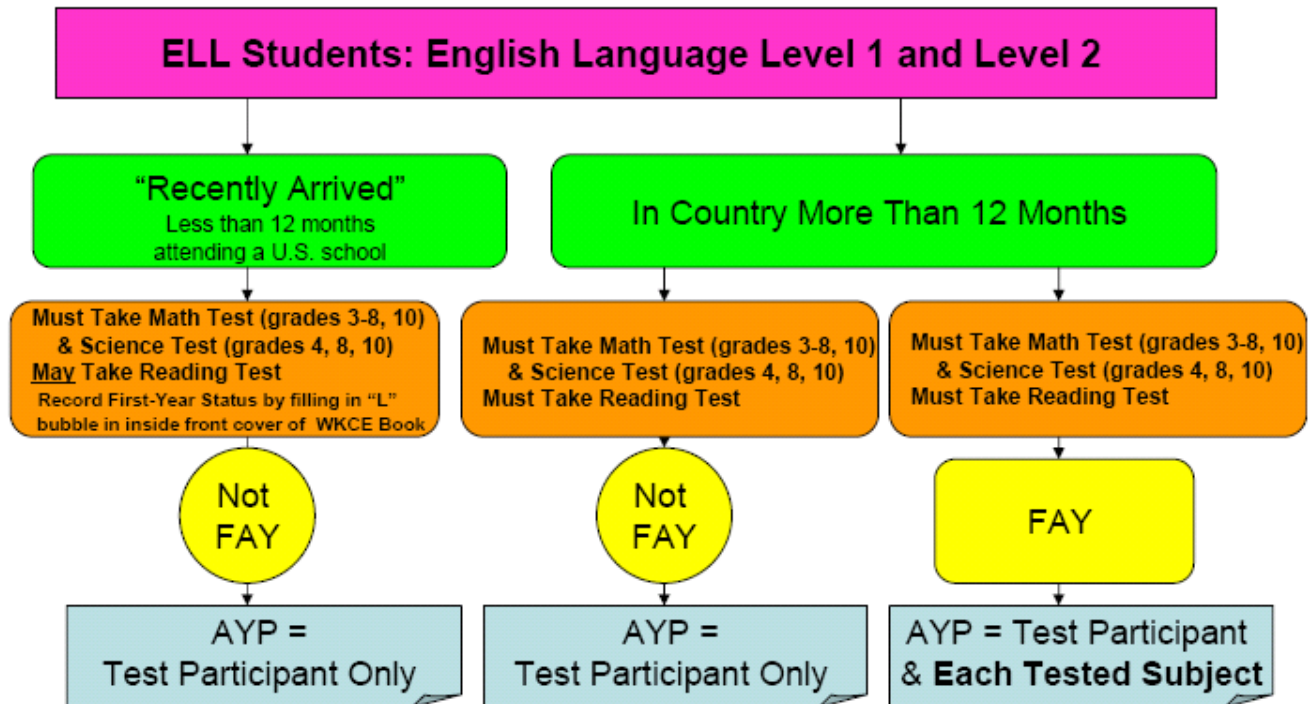 ELL Students: English Language Level 1 and Level 2
“Recently Arrived”
Less than 12 months
attending a U.S. school
In Country More Than 12 Months
Must Take Math Test (grades 3-8, 10)
& Science Test (grades 4, 8, 10)
May Take Reading Test
Record First-Year Status by filling in “L”
bubble in inside front cover of WKCE Book
Must Take Math Test (grades 3-8, 10)
& Science Test (grades 4, 8, 10)
Must Take Reading Test
Must Take Math Test (grades 3-8, 10)
& Science Test (grades 4, 8, 10)
Must Take Reading Test
Not
FAY
Not
FAY
FAY
AYP =
Test Participant Only
AYP =
Test Participant Only
AYP = Test Participant
& Each Tested Subject